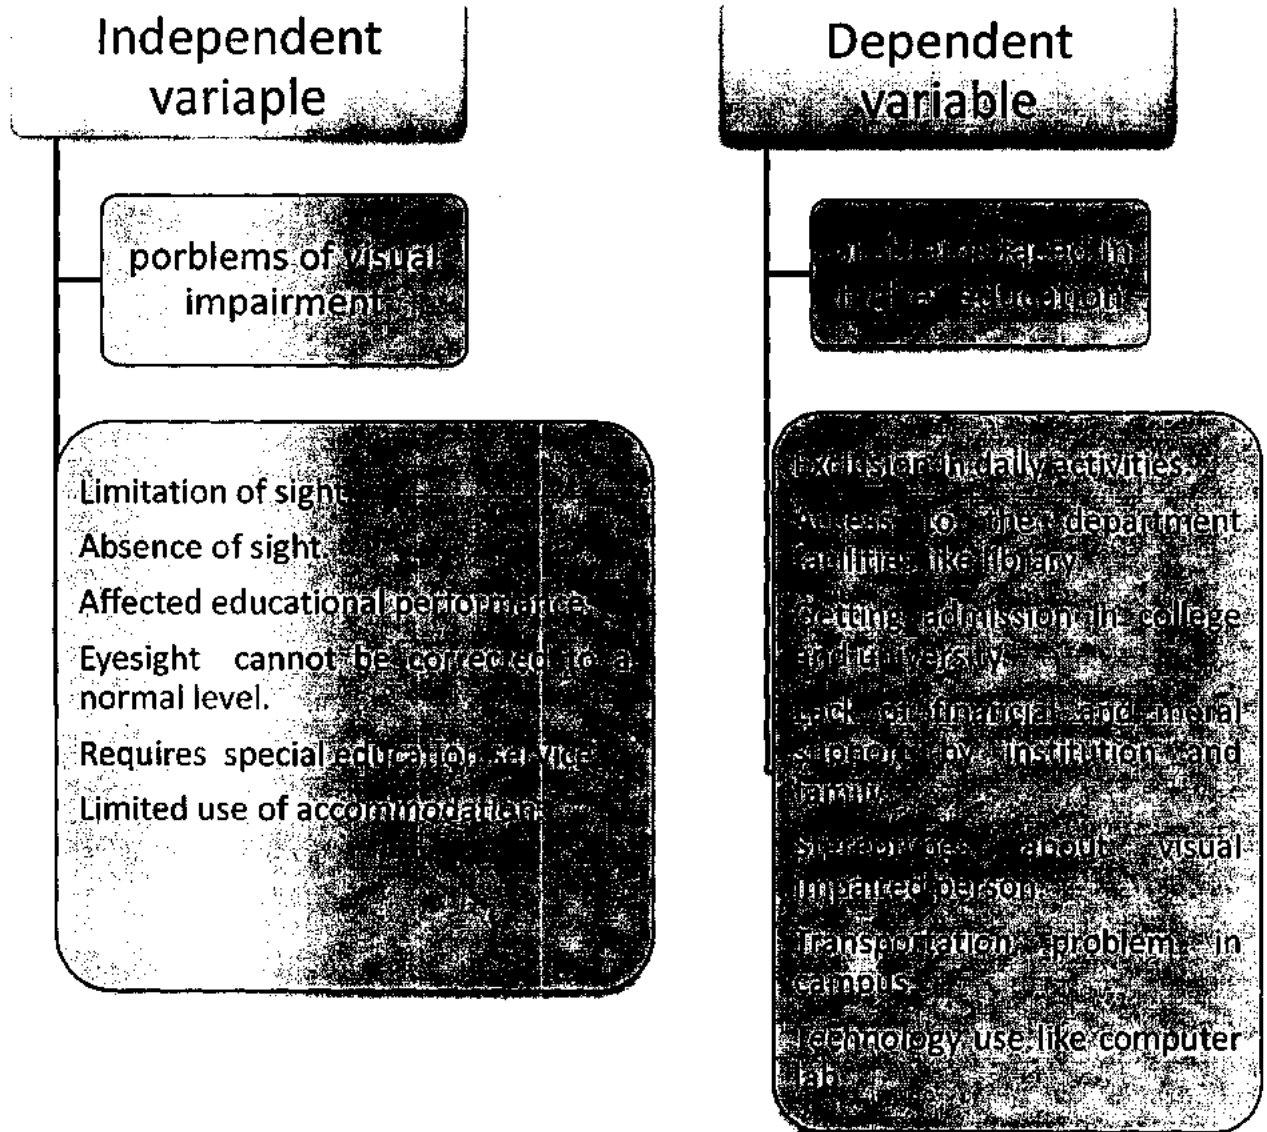 Independent
variaple
porblems of visual
impairment
Limitation of sight.
Absence of sight.
Affected educational performance.
Eyesight cannot be corrected to a
normal level.
Requires special education service
Limited use of accommodation.
Dependent
variable
in
education
Exclusion in daily activities.
Access to the department
facilities like library
Getting admission in college
and university
Lack of financial and moral
support by institution and
family
Stereotypes about visual
impaired person
Transportation problem in
campus.
Technology use like computer
lab.